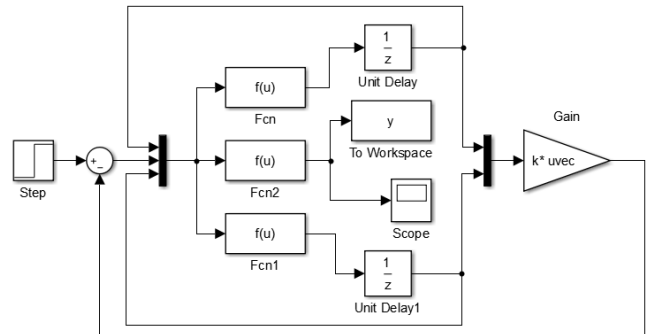 1
z
Unit Delay
f(u)
Fcn
y
To Workspace
Gain
k* uvec
+
−
Step
f(u)
Fcn2
Scope
f(u)
Fcn1
1
z
Unit Delay1